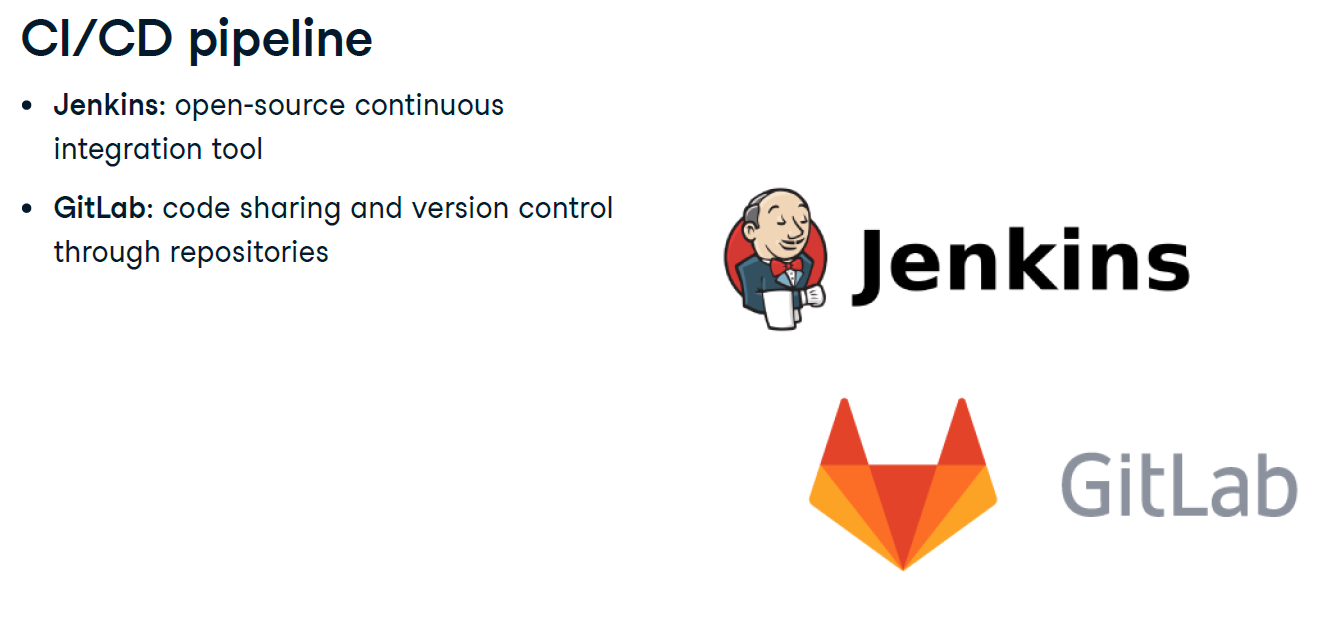 CI/CD pipeline
• Jenkins: open-source continuous
integration tool
• GitLab: code sharing and version control
through repositories
Jenkins
GitLab